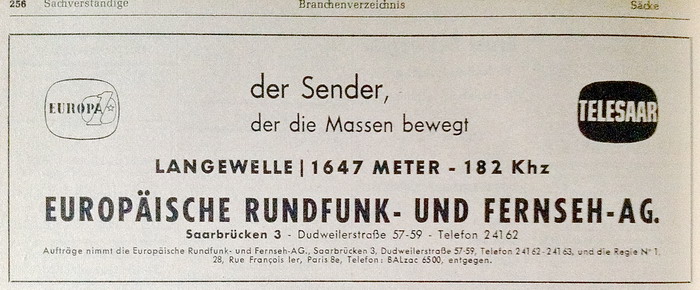 256 Sachverständige Branchenverzeichnis Säcke
EUROPA 1
der Sender,
TELESAAR
der die Massen bewegt
LANGEWELLE | 1647 METER - 182 Khz
EUROPÄISCHE RUNDFUNK- UND FERNSEH-AG.
Saarbrücken 3 - Dudweilerstraße 57-59 - Telefon 24162
Aufträge nimmt die Europäische Rundfunk- und Fernseh-AG., Saarbrücken 3, Dudweilerstraße 57-59, Telefon 24162-24163, und die Regie N° 1,
28, Rue François Ier, Paris 8e, Telefon: BALzac 6500, entgegen.